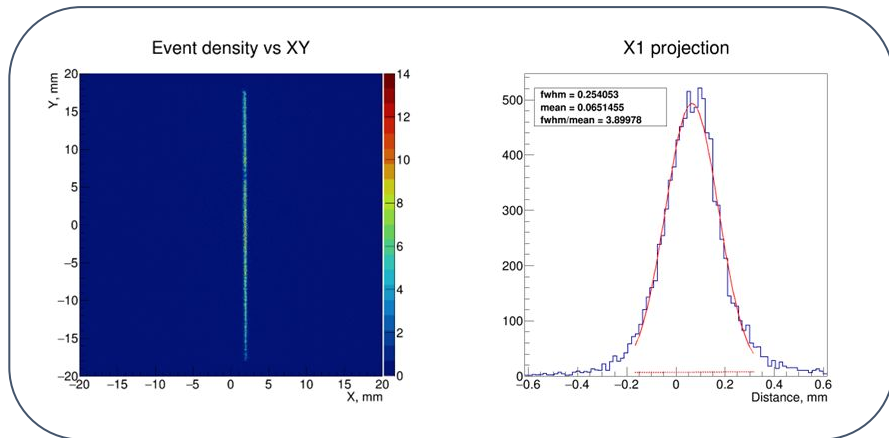 Event density vs XY
Y, mm
20
15
10
5
0
−5
−10
−15
−20
−20 −15 −10 −5 0 5 10 15 20
X, mm
14
12
10
8
6
4
2
0
X1 projection
fwhm = 0.254053
mean = 0.0651455
fwhm/mean = 3.89978
500
400
300
200
100
0
−0.6 −0.4 −0.2 0 0.2 0.4 0.6
Distance, mm